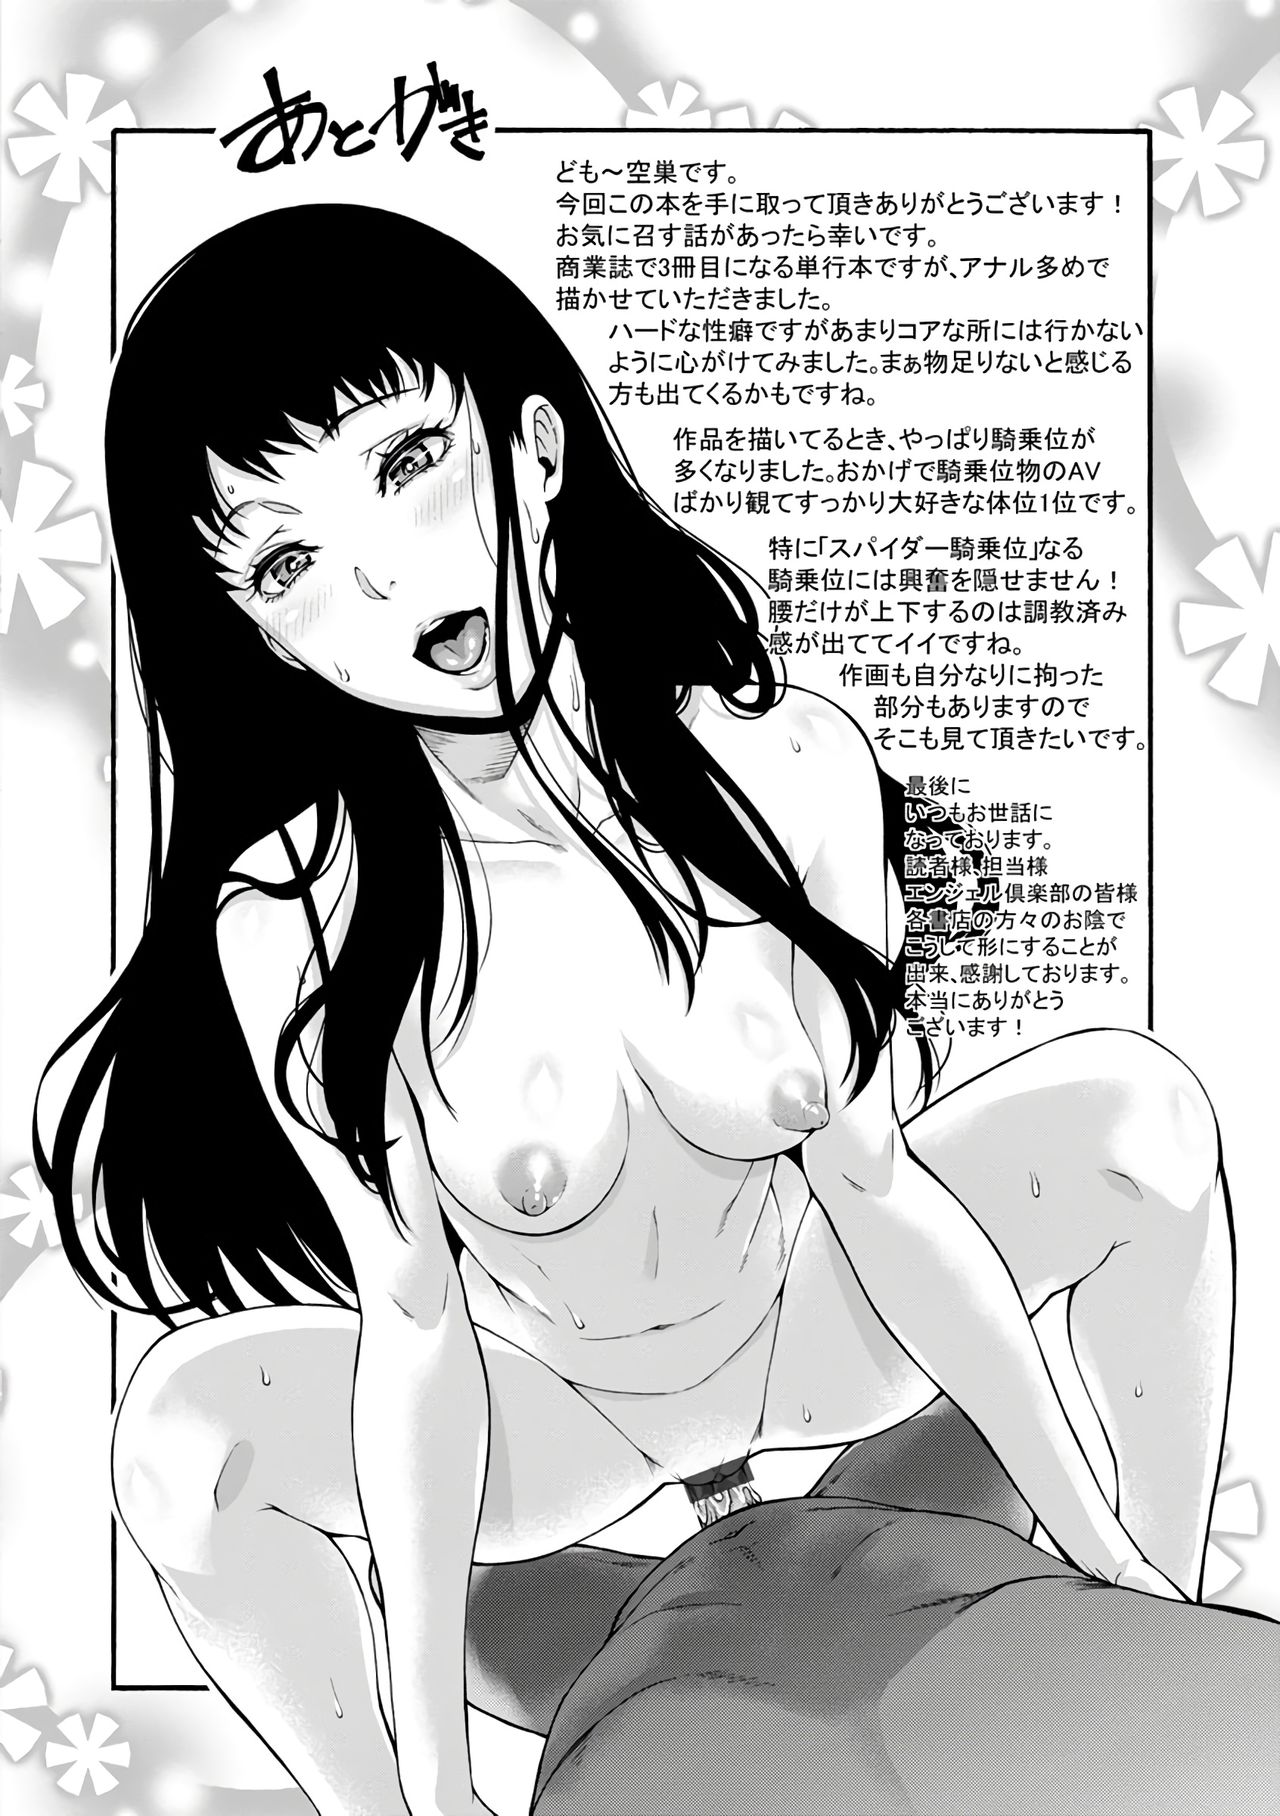 あとがき
ども～空巣です。
今回この本を手に取って頂きありがとうございます！
お気に召す話があったら幸いです。
商業誌で3冊目になる単行本ですが、アナル多めで
描かせていただきました。
ハードな性癖ですがあまりコアな所には行かない
ように心がけてみました。まぁ物足りないと感じる
方も出てくるかもですね。
作品を描いてるとき、やっぱり騎乗位が
多くなりました。おかげで騎乗位物のAV
ばかり観てすっかり大好きな体位1位です。
特に「スパイダー騎乗位」なる
騎乗位には興奮を隠せません！
腰だけが上下するのは調教済み
感が出ててイイですね。
作画も自分なりに拘った
部分もありますので
そこも見て頂きたいです。
最後に
いつもお世話に
なっております。
読者様、担当様
エンジェル倶楽部の皆様
各書店の方々のお陰で
こうして形にすることが
出来、感謝しております。
本当にありがとう
ございます！